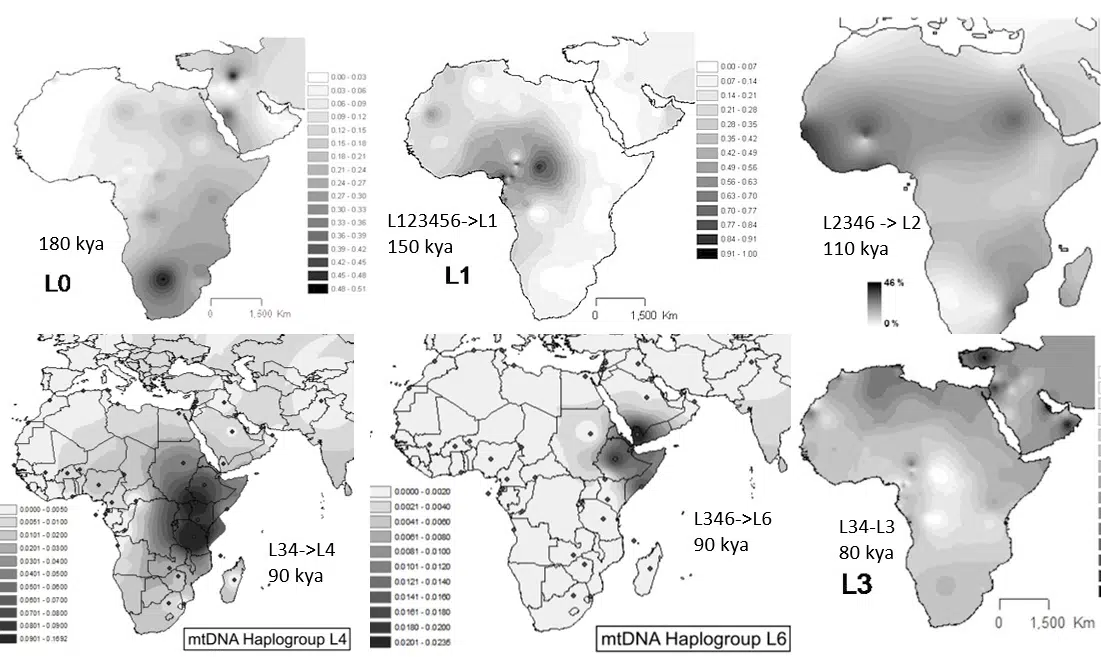 0.00 - 0.03
0.03 - 0.06
0.06 - 0.09
0.09 - 0.12
0.12 - 0.15
0.15 - 0.18
0.18 - 0.21
0.21 - 0.24
0.24 - 0.27
0.27 - 0.30
0.30 - 0.33
0.33 - 0.36
0.36 - 0.39
0.39 - 0.42
0.42 - 0.45
0.45 - 0.48
0.48 - 0.51
180 kya
L0
0 1,500 Km
0.00 - 0.07
0.07 - 0.14
0.14 - 0.21
0.21 - 0.28
0.28 - 0.35
0.35 - 0.42
0.42 - 0.49
0.49 - 0.56
0.56 - 0.63
0.63 - 0.70
0.70 - 0.77
0.77 - 0.84
0.84 - 0.91
0.91 - 1.00
L123456->L1
150 kya
L1
0 1,500 Km
L2346 -> L2
110 kya
46 %
0 %
0.0000 - 0.0050
0.0051 - 0.0100
0.0101 - 0.0200
0.0201 - 0.0300
0.0301 - 0.0400
0.0401 - 0.0500
0.0501 - 0.0600
0.0601 - 0.0700
0.0701 - 0.0800
0.0801 - 0.0900
0.0901 - 0.1692
L34->L4
90 kya
mtDNA Haplogroup L4
0.0000 - 0.0020
0.0021 - 0.0040
0.0041 - 0.0060
0.0061 - 0.0080
0.0081 - 0.0100
0.0101 - 0.0120
0.0121 - 0.0140
0.0141 - 0.0160
0.0161 - 0.0180
0.0180 - 0.0200
0.0201 - 0.0235
L346->L6
90 kya
mtDNA Haplogroup L6
L34-L3
80 kya
L3
0 1,500 Km